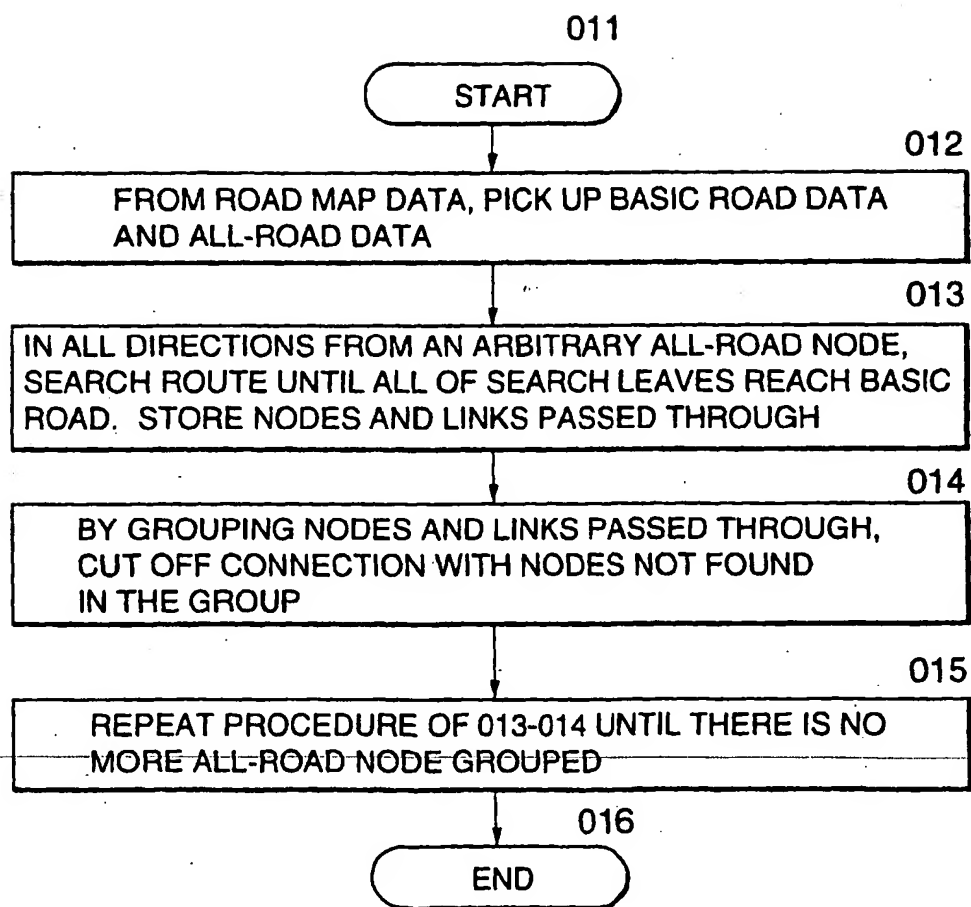 011
START
012
FROM ROAD MAP DATA, PICK UP BASIC ROAD DATA
AND ALL-ROAD DATA
013
IN ALL DIRECTIONS FROM AN ARBITRARY ALL-ROAD NODE,
SEARCH ROUTE UNTIL ALL OF SEARCH LEAVES REACH BASIC
ROAD. STORE NODES AND LINKS PASSED THROUGH
014
BY GROUPING NODES AND LINKS PASSED THROUGH,
CUT OFF CONNECTION WITH NODES NOT FOUND
IN THE GROUP
015
REPEAT PROCEDURE OF 013-014 UNTIL THERE IS NO
MORE ALL-ROAD NODE GROUPED
016
END